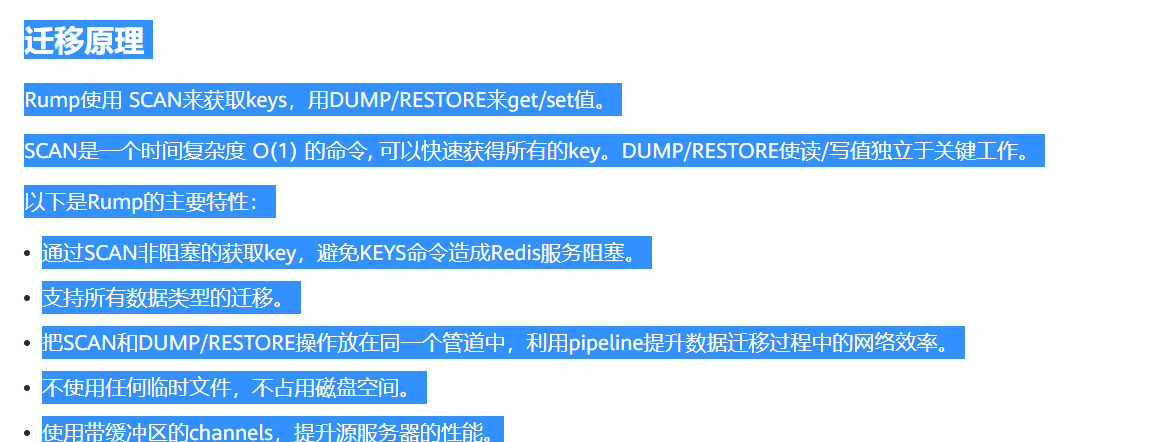 迁移原理
Rump使用 SCAN来获取keys，用DUMP/RESTORE来get/set值。
SCAN是一个时间复杂度 O(1) 的命令, 可以快速获得所有的key。DUMP/RESTORE使读/写值独立于关键工作。
以下是Rump的主要特性：
• 通过SCAN非阻塞的获取key，避免KEYS命令造成Redis服务阻塞。
• 支持所有数据类型的迁移。
• 把SCAN和DUMP/RESTORE操作放在同一个管道中，利用pipeline提升数据迁移过程中的网络效率。
• 不使用任何临时文件，不占用磁盘空间。
• 使用带缓冲区的channels，提升源服务器的性能。